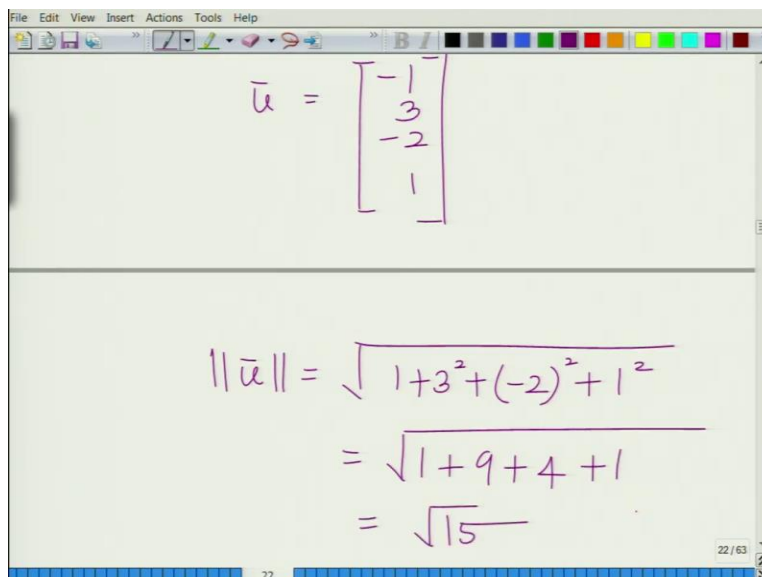 File Edit View Insert Actions Tools Help
B I
ū = [-1
3
-2
1]
||ū|| = √(1+3²+(-2)²+1²)
= √(1+9+4+1)
= √15
22/63
22